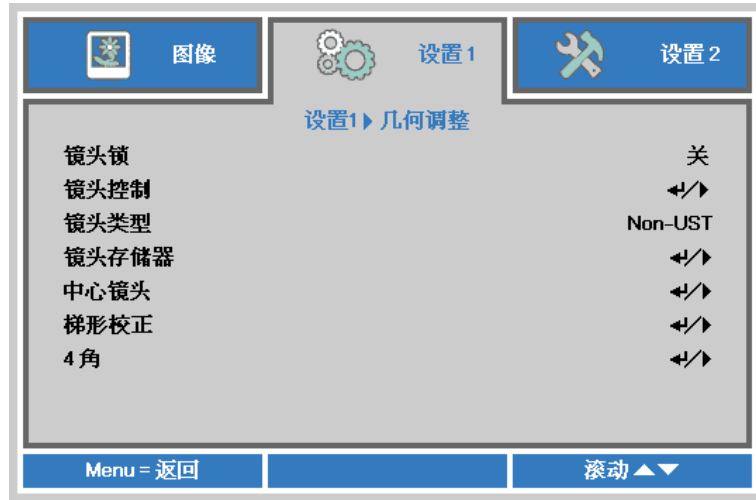 图像
设置 1
设置 2
设置1 ▶ 几何调整
镜头锁 关
镜头控制 ↵/▶
镜头类型 Non-UST
镜头存储器 ↵/▶
中心镜头 ↵/▶
梯形校正 ↵/▶
4 角 ↵/▶
Menu = 返回
滚动 ▲▼